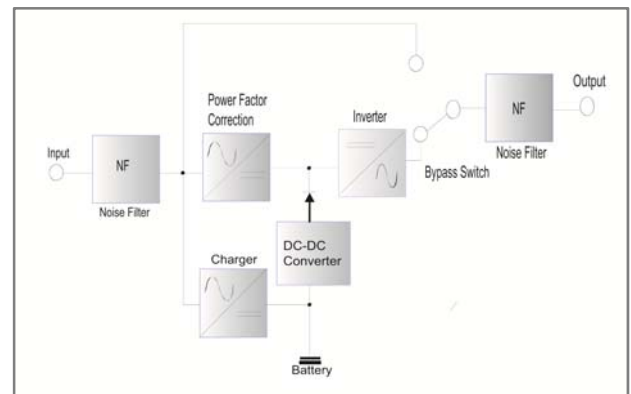 Input
NF
Noise Filter
Power Factor
Correction
Charger
DC-DC
Converter
Battery
Inverter
Bypass Switch
NF
Noise Filter
Output